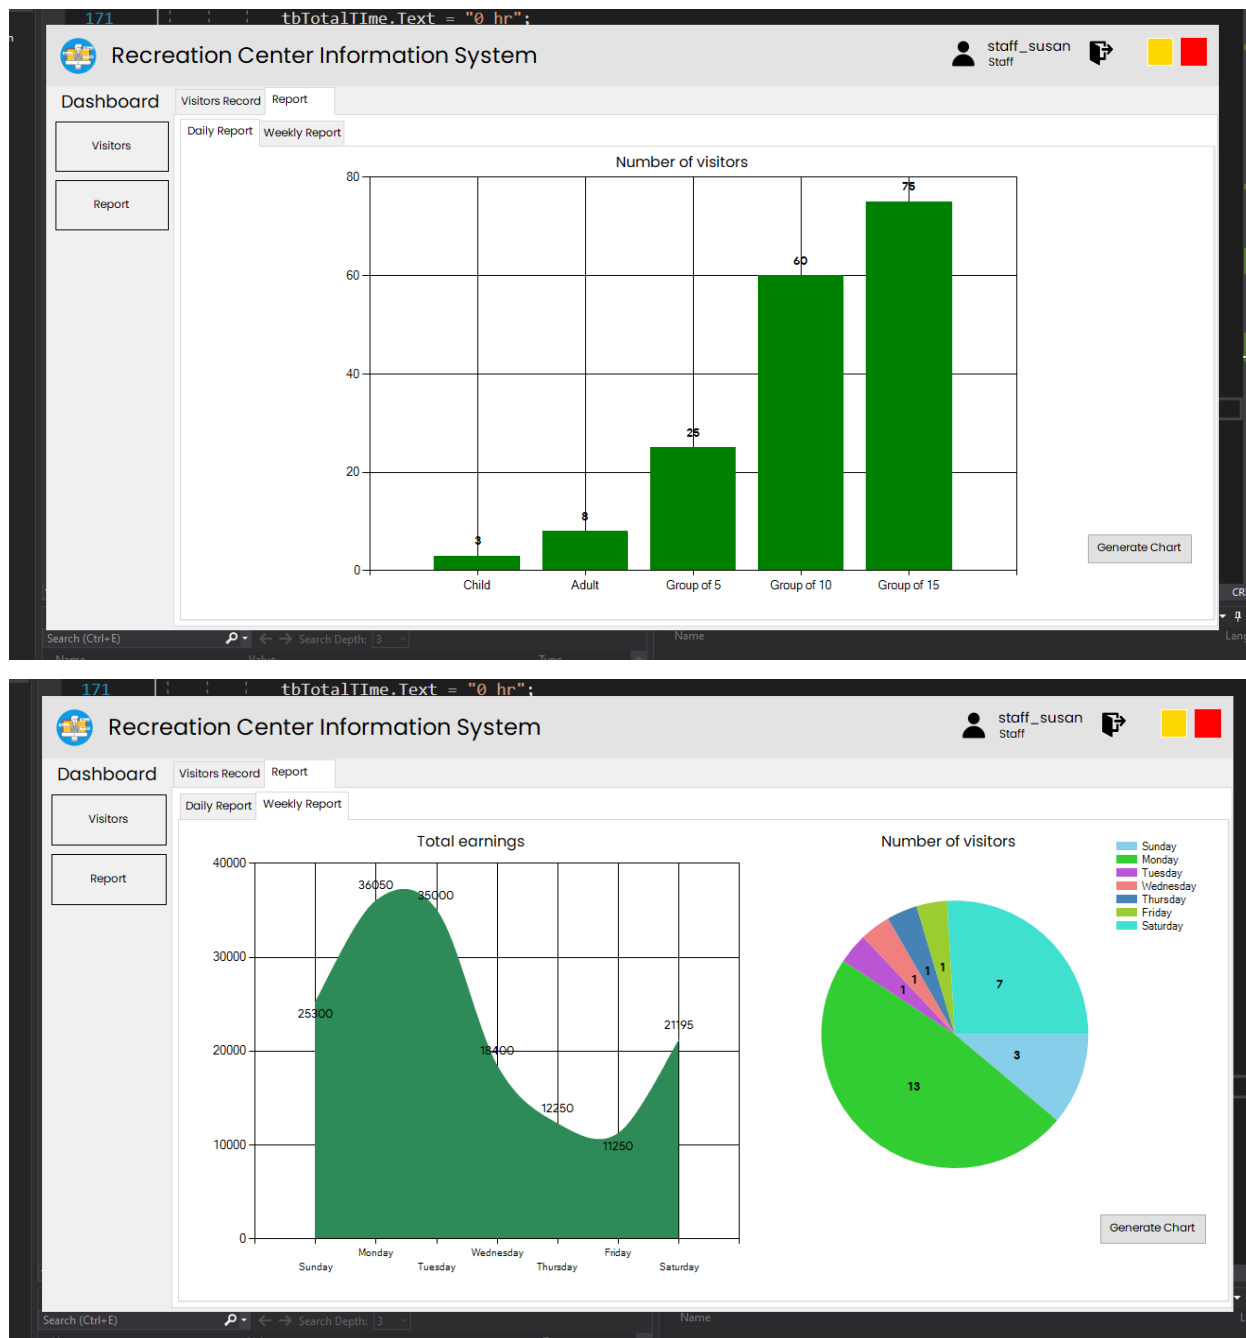 171 tbTotalTIme.Text = "0 hr";
Recreation Center Information System
staff_susan
Staff
Dashboard
Visitors Record Report
Visitors
Daily Report Weekly Report
Report
Number of visitors
80
60
40
20
0
3
8
25
60
75
Child Adult Group of 5 Group of 10 Group of 15
Generate Chart
CR
Search (Ctrl+E) Search Depth: 3 Name
Name Value Type
171 tbTotalTIme.Text = "0 hr";
Recreation Center Information System
staff_susan
Staff
Dashboard
Visitors Record Report
Visitors
Daily Report Weekly Report
Report
Total earnings
40000
30000
20000
10000
0
25300
36050
35000
18400
12250
11250
21195
Monday Wednesday Friday
Sunday Tuesday Thursday Saturday
Number of visitors
Sunday
Monday
Tuesday
Wednesday
Thursday
Friday
Saturday
1
1
1
1
7
3
13
Generate Chart
Search (Ctrl+E) Search Depth: 3 Name